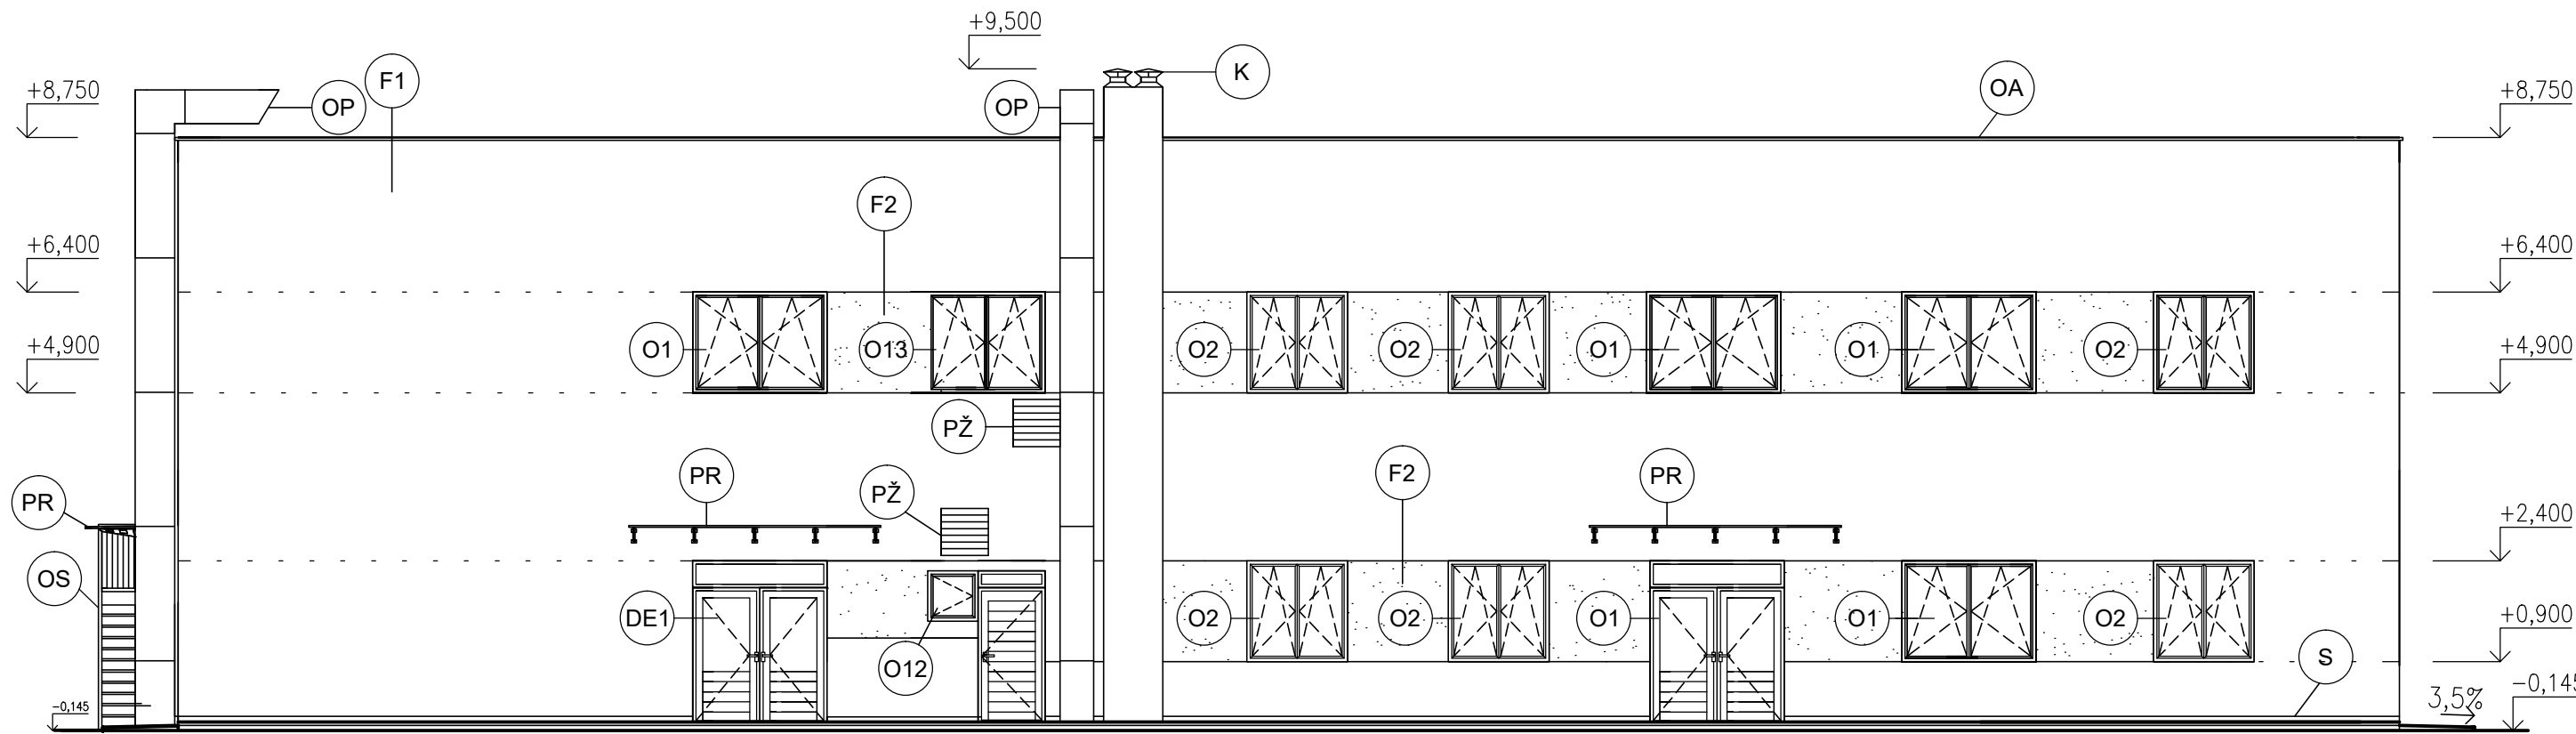 +9,500
F1
K
+8,750
OP
OP
OA
+8,750
F2
+6,400
+6,400
+4,900
O1
O13
O2
O2
O1
O1
O2
+4,900
PŽ
PR
PR
PŽ
F2
PR
+2,400
OS
DE1
O12
O2
O2
O1
O1
O2
+0,900
S
-0,145
3,5%
-0,145